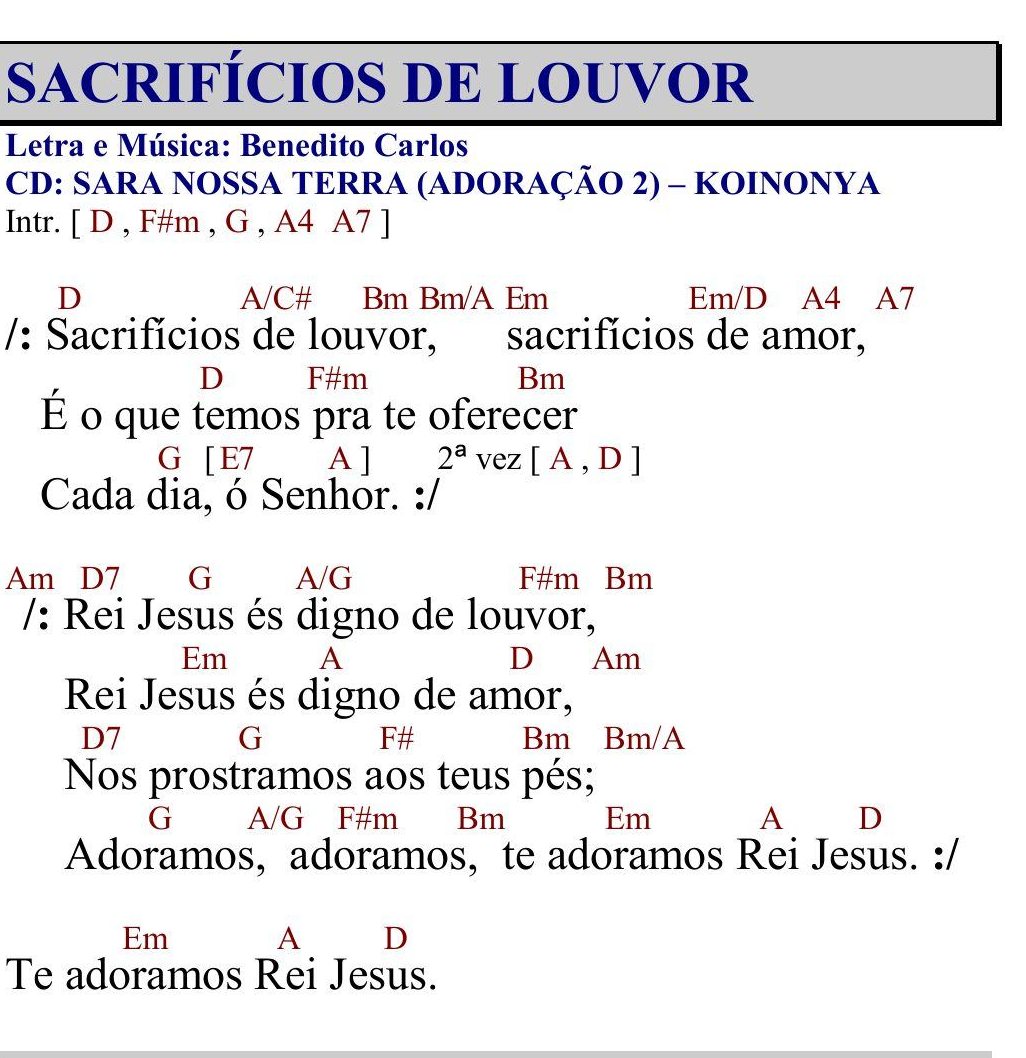 SACRIFÍCIOS DE LOUVOR
Letra e Música: Benedito Carlos
CD: SARA NOSSA TERRA (ADORAÇÃO 2) – KOINONYA
Intr. [ D , F#m , G , A4 A7 ]
D A/C# Bm Bm/A Em Em/D A4 A7
/: Sacrifícios de louvor, sacrifícios de amor,
D F#m Bm
É o que temos pra te oferecer
G [ E7 A ] 2ª vez [ A , D ]
Cada dia, ó Senhor. :/
Am D7 G A/G F#m Bm
/: Rei Jesus és digno de louvor,
Em A D Am
Rei Jesus és digno de amor,
D7 G F# Bm Bm/A
Nos prostramos aos teus pés;
G A/G F#m Bm Em A D
Adoramos, adoramos, te adoramos Rei Jesus. :/
Em A D
Te adoramos Rei Jesus.